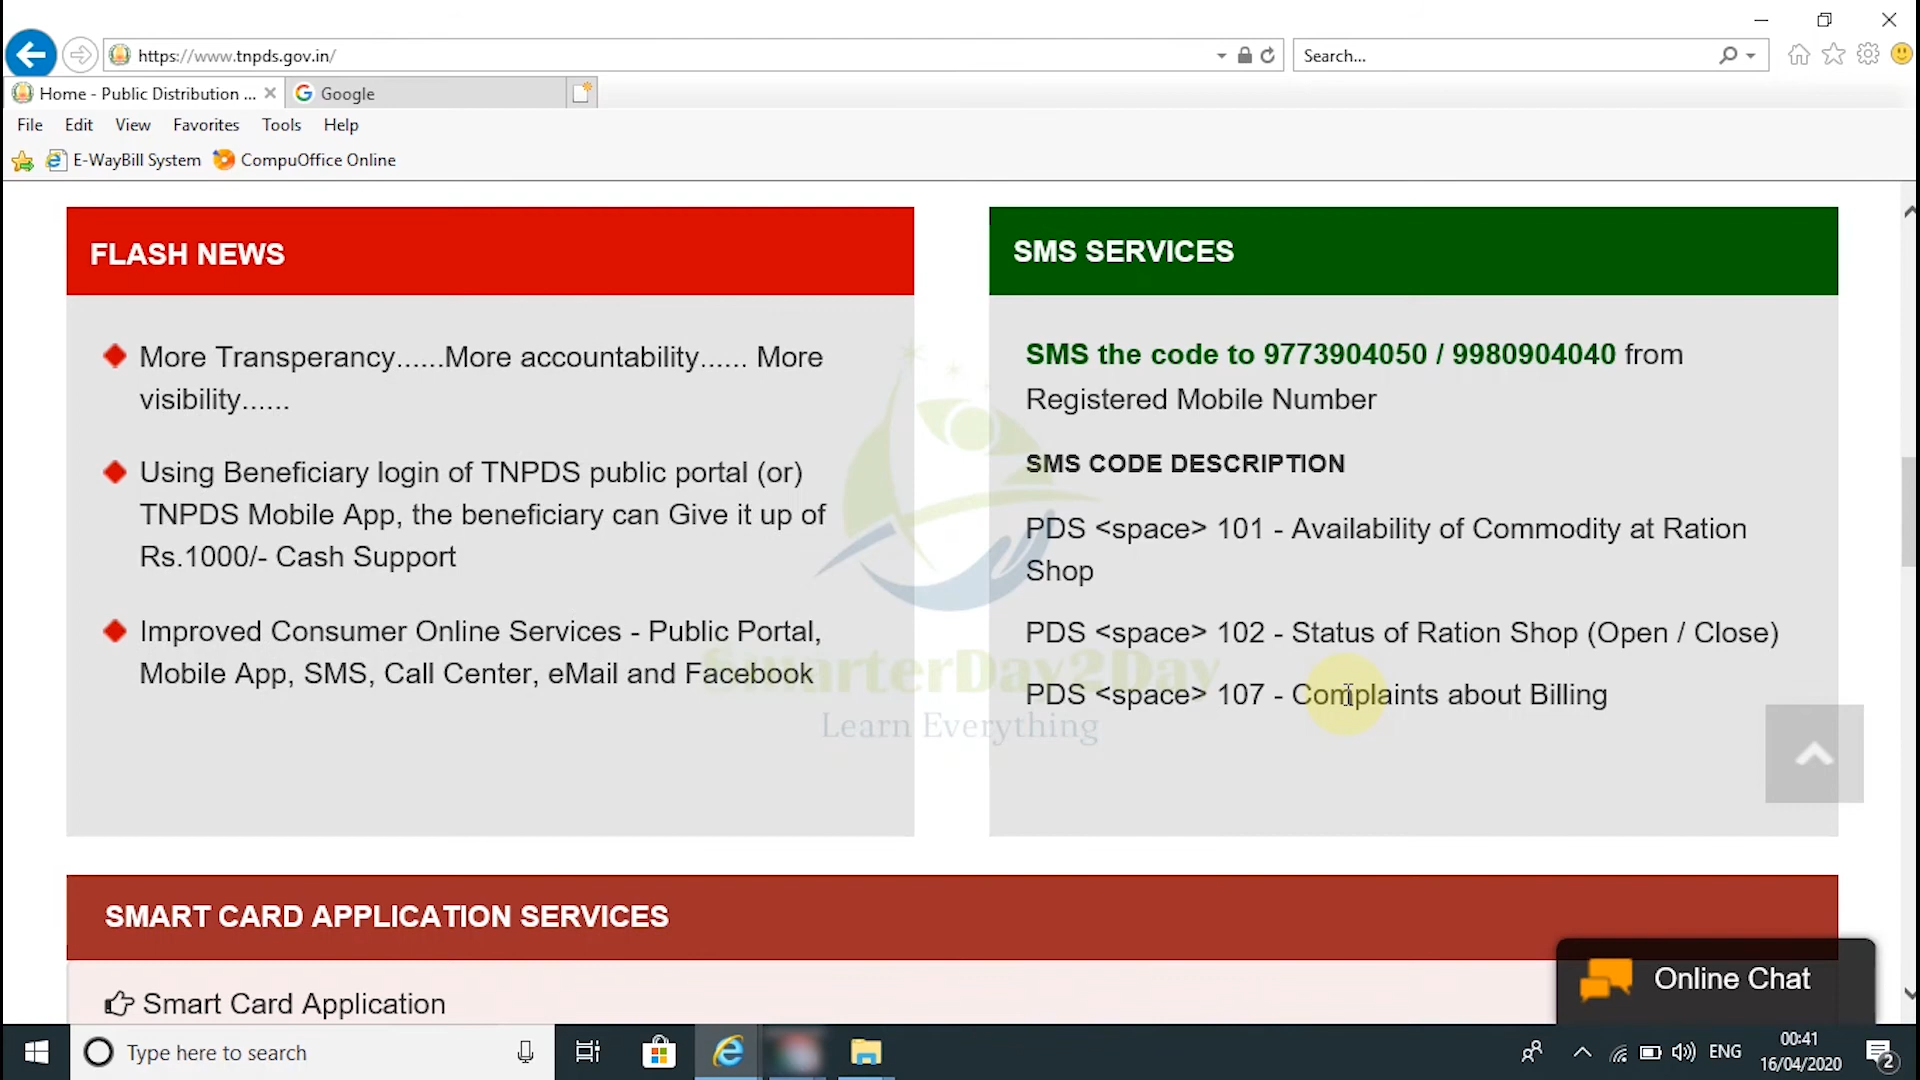 https://www.tnpds.gov.in/
Search...
Home - Public Distribution ...
Google
File Edit View Favorites Tools Help
E-WayBill System CompuOffice Online
FLASH NEWS
More Transperancy......More accountability...... More
visibility......
Using Beneficiary login of TNPDS public portal (or)
TNPDS Mobile App, the beneficiary can Give it up of
Rs.1000/- Cash Support
Improved Consumer Online Services - Public Portal,
Mobile App, SMS, Call Center, eMail and Facebook
SMS SERVICES
SMS the code to 9773904050 / 9980904040 from
Registered Mobile Number
SMS CODE DESCRIPTION
PDS <space> 101 - Availability of Commodity at Ration
Shop
PDS <space> 102 - Status of Ration Shop (Open / Close)
PDS <space> 107 - Complaints about Billing
SmarterDay2Day
Learn Everything
SMART CARD APPLICATION SERVICES
Smart Card Application
Online Chat
Type here to search
ENG
00:41
16/04/2020
2